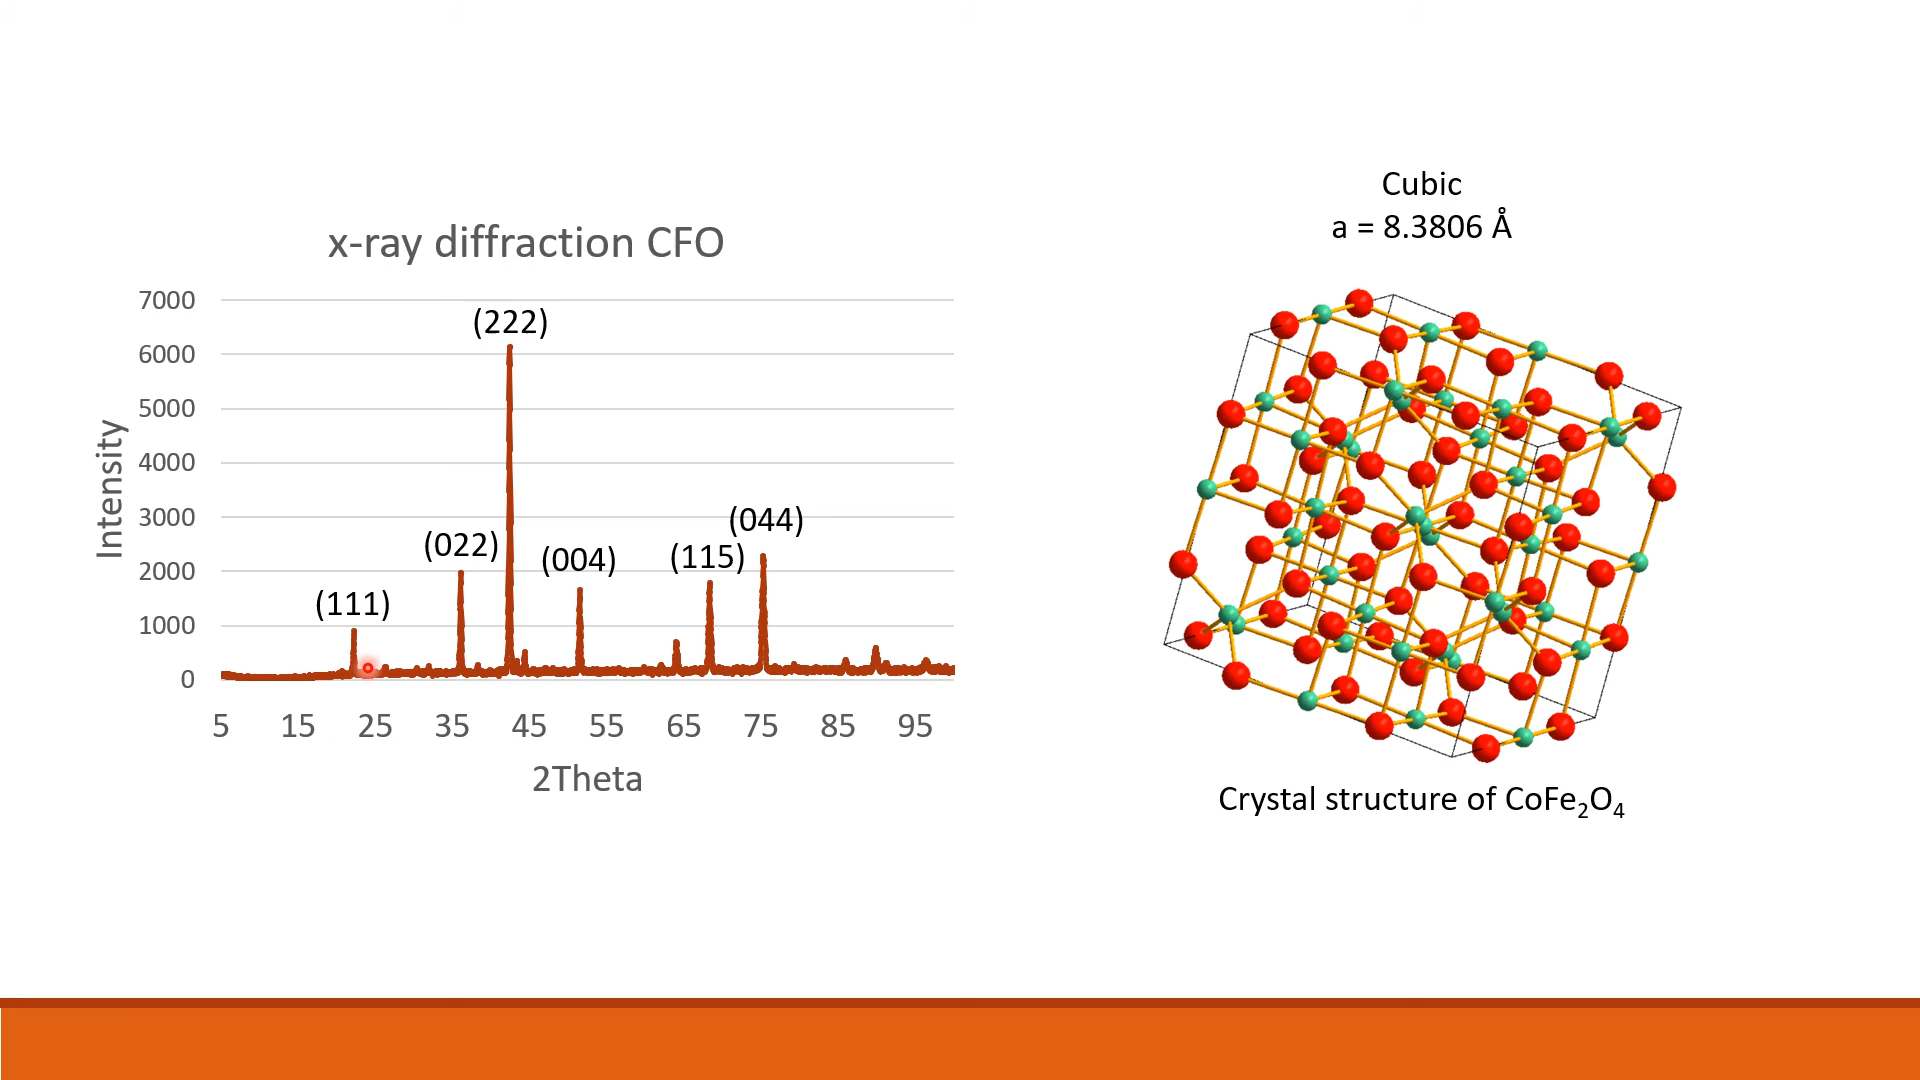 x-ray diffraction CFO
7000
6000
5000
4000
3000
2000
1000
0
Intensity
(111)
(022)
(222)
(004)
(115)
(044)
5 15 25 35 45 55 65 75 85 95
2Theta
Cubic
a = 8.3806 Å
Crystal structure of CoFe₂O₄